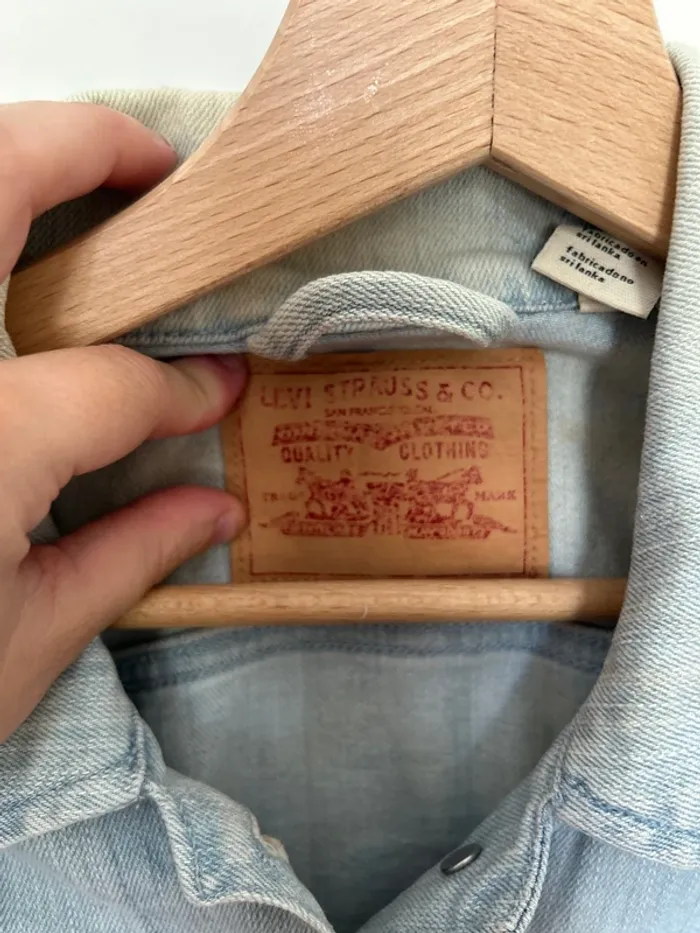 LEVI STRAUSS & CO.
SAN FRANCISCO, CAL.
QUALITY CLOTHING
TRADE MARK
fabricado en
sri lanka
fabricado no
sri lanka